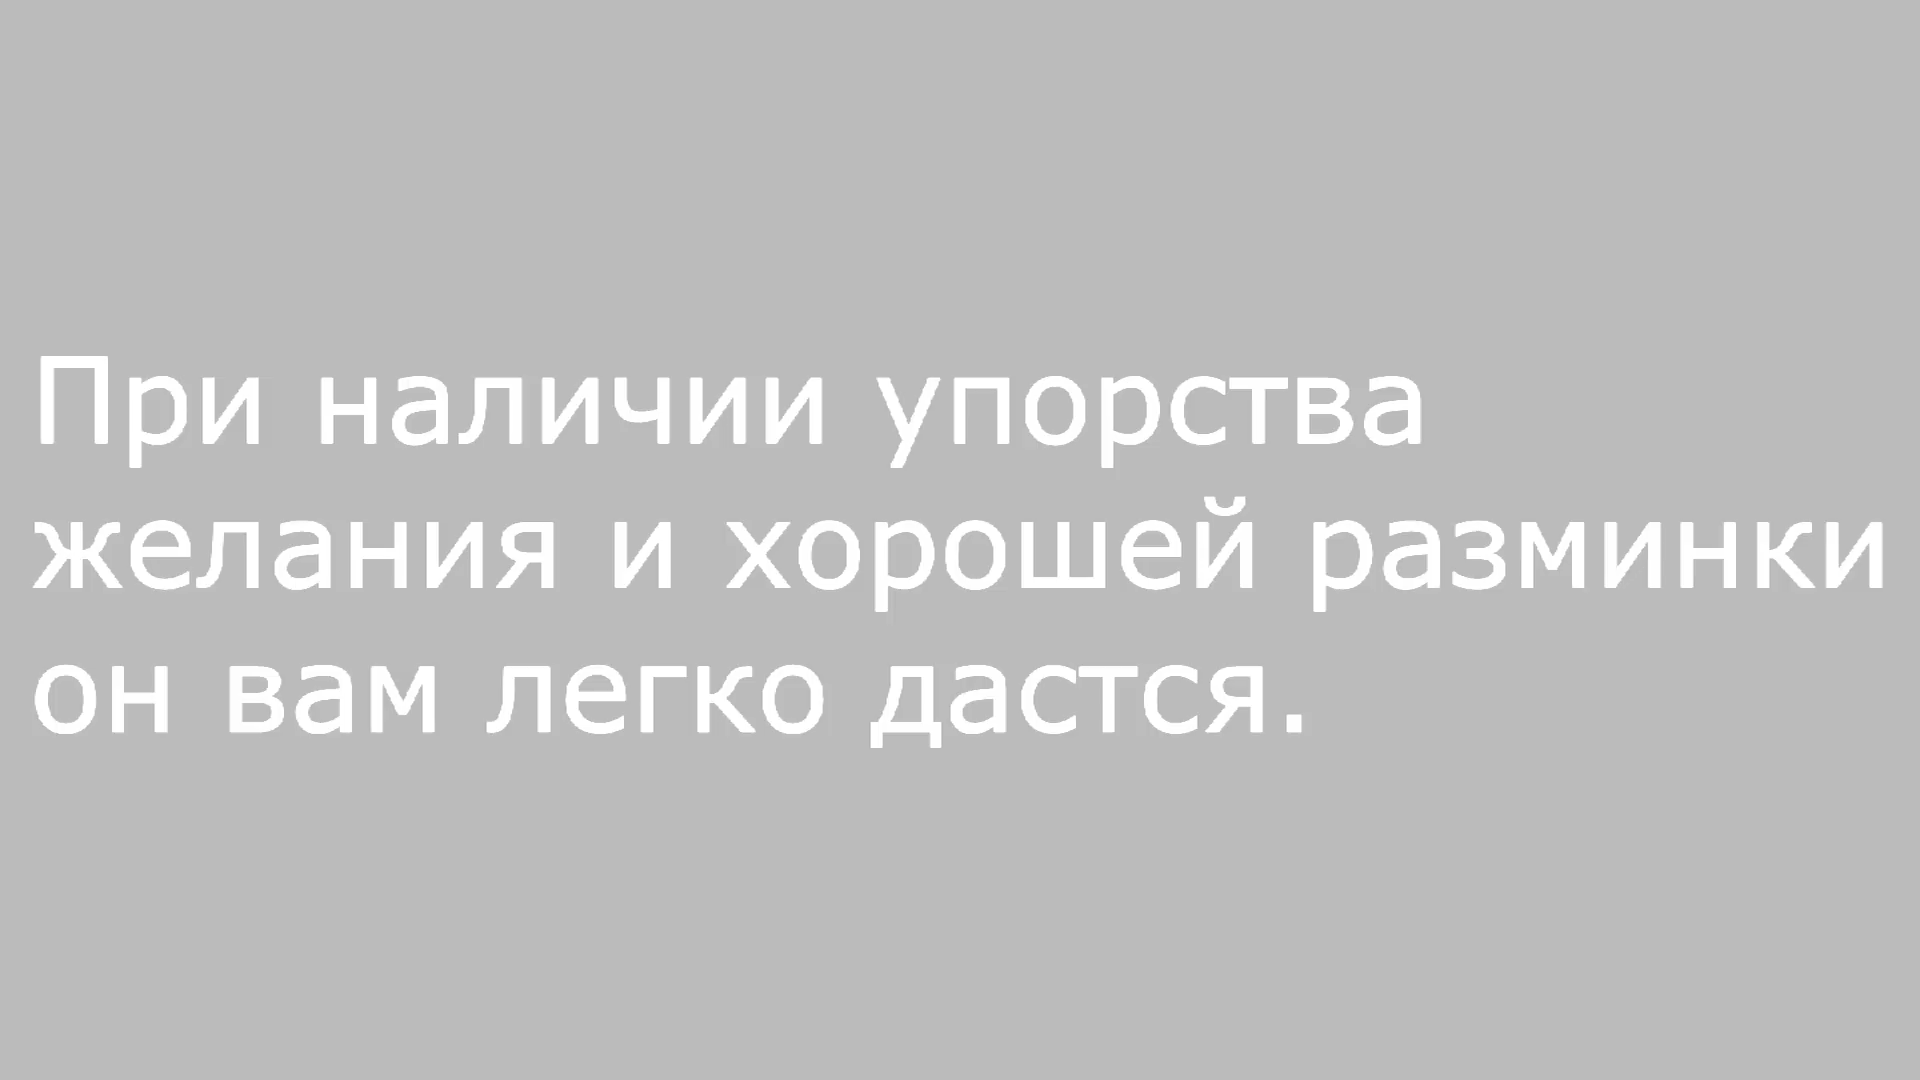 При наличии упорства
желания и хорошей разминки
он вам легко дастся.